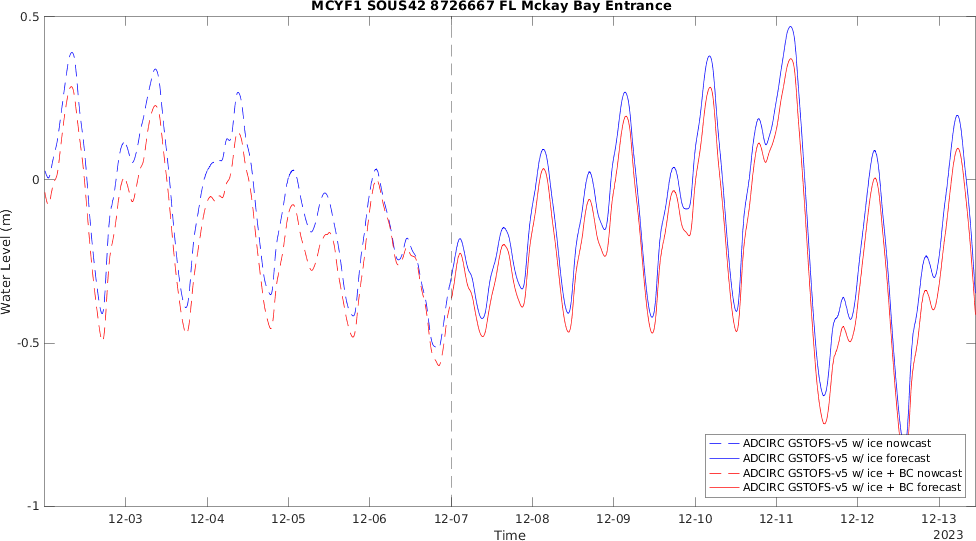 MCYF1 SOUS42 8726667 FL Mckay Bay Entrance
0.5
0
-0.5
-1
Water Level (m)
ADCIRC GSTOFS-v5 w/ ice nowcast
ADCIRC GSTOFS-v5 w/ ice forecast
ADCIRC GSTOFS-v5 w/ ice + BC nowcast
ADCIRC GSTOFS-v5 w/ ice + BC forecast
12-03 12-04 12-05 12-06 12-07 12-08 12-09 12-10 12-11 12-12 12-13
Time
2023